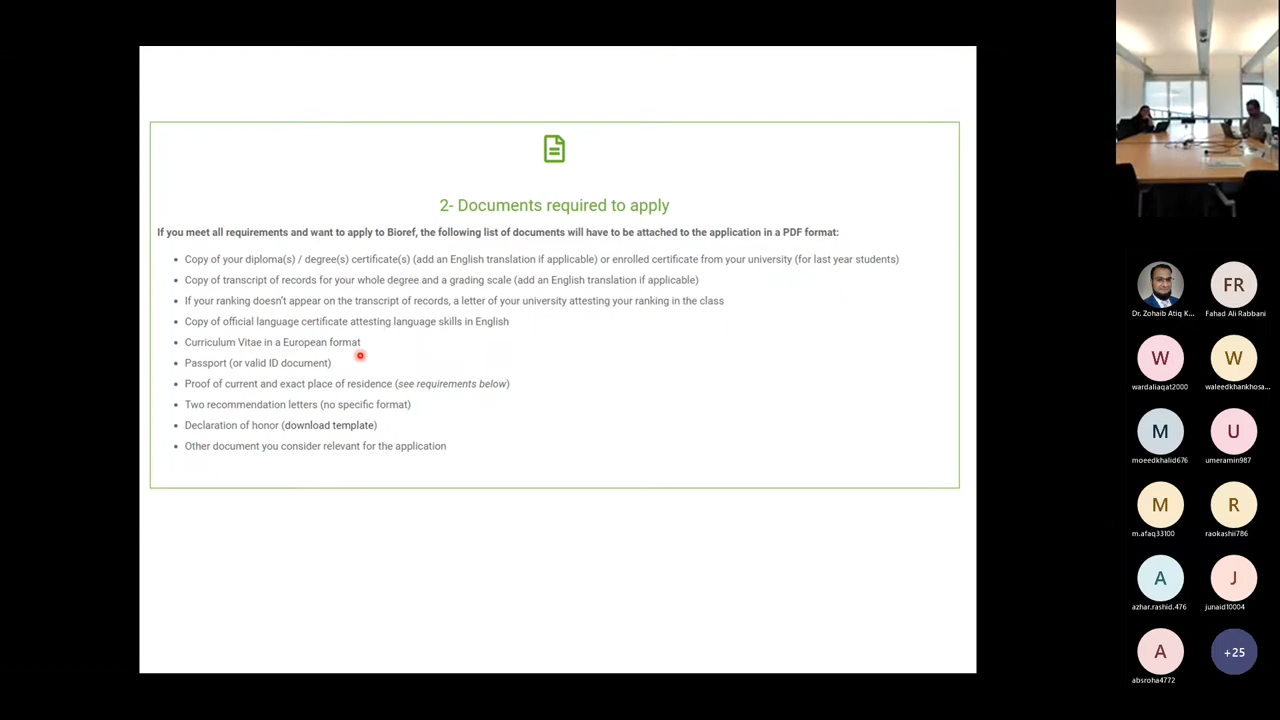 2- Documents required to apply
If you meet all requirements and want to apply to Bioref, the following list of documents will have to be attached to the application in a PDF format:
Copy of your diploma(s) / degree(s) certificate(s) (add an English translation if applicable) or enrolled certificate from your university (for last year students)
Copy of transcript of records for your whole degree and a grading scale (add an English translation if applicable)
If your ranking doesn't appear on the transcript of records, a letter of your university attesting your ranking in the class
Copy of official language certificate attesting language skills in English
Curriculum Vitae in a European format
Passport (or valid ID document)
Proof of current and exact place of residence (see requirements below)
Two recommendation letters (no specific format)
Declaration of honor (download template)
Other document you consider relevant for the application
FR
Dr. Zohaib Atiq K... Fahad Ali Rabbani
W W
wardaliaqat2000 waleedkhankhosa...
M U
moeedkhalid676 umeramin987
M R
m.afaq33100 raokashii786
A J
azhar.rashid.476 junaid10004
A +25
absroha4772